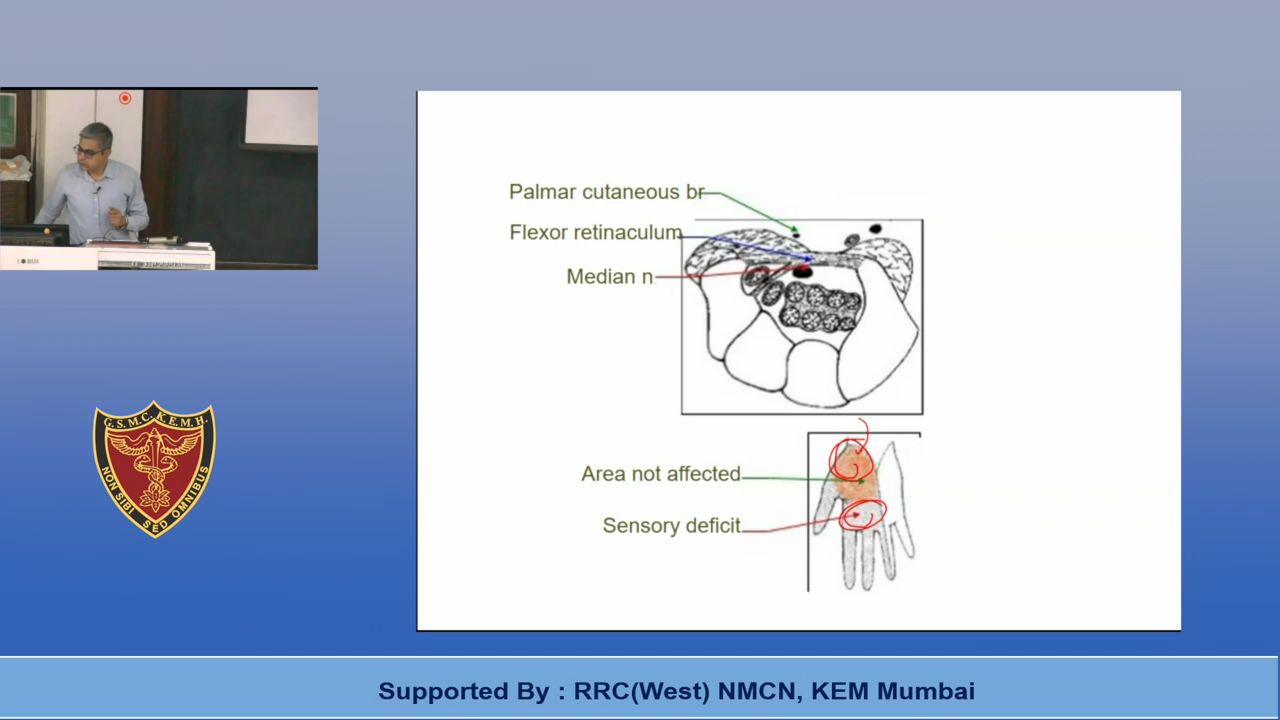 Palmar cutaneous br
Flexor retinaculum
Median n
Area not affected
Sensory deficit
G.S.M.C. K.E.M.H.
NON SIBI SED OMNIBUS
Supported By : RRC(West) NMCN, KEM Mumbai